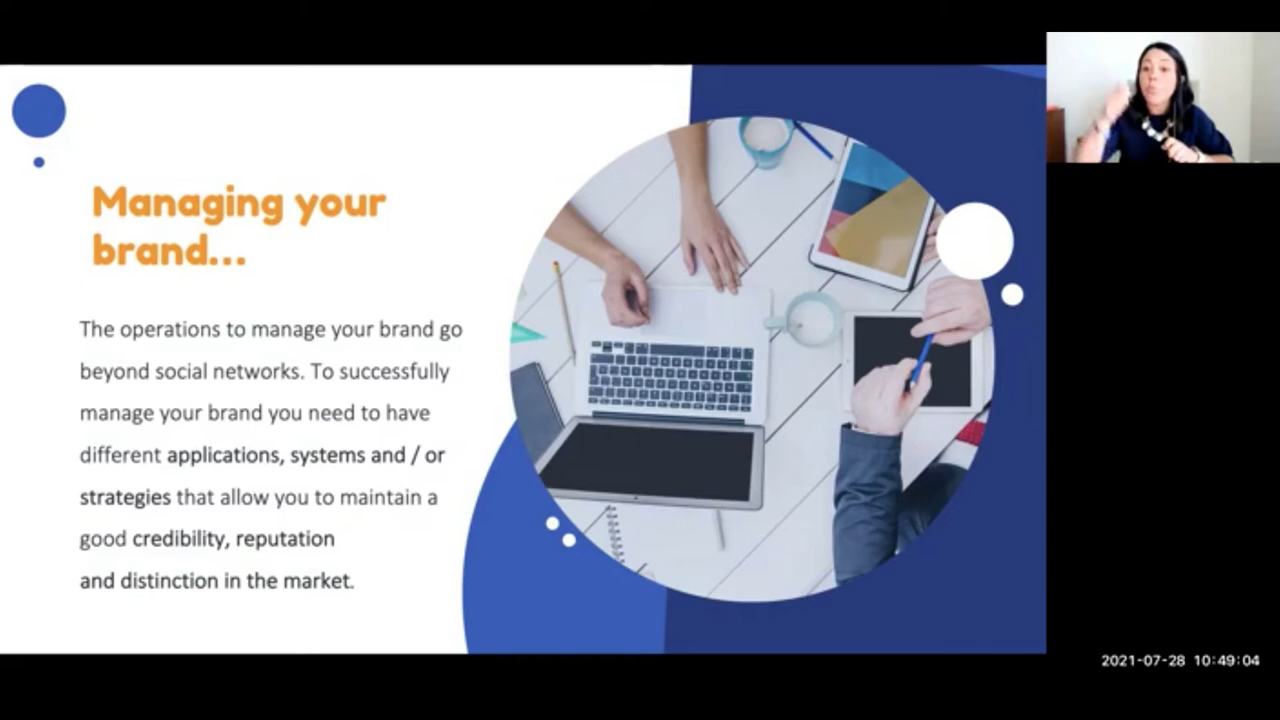 Managing your
brand...
The operations to manage your brand go
beyond social networks. To successfully
manage your brand you need to have
different applications, systems and / or
strategies that allow you to maintain a
good credibility, reputation
and distinction in the market.
2021-07-28 10:49:04